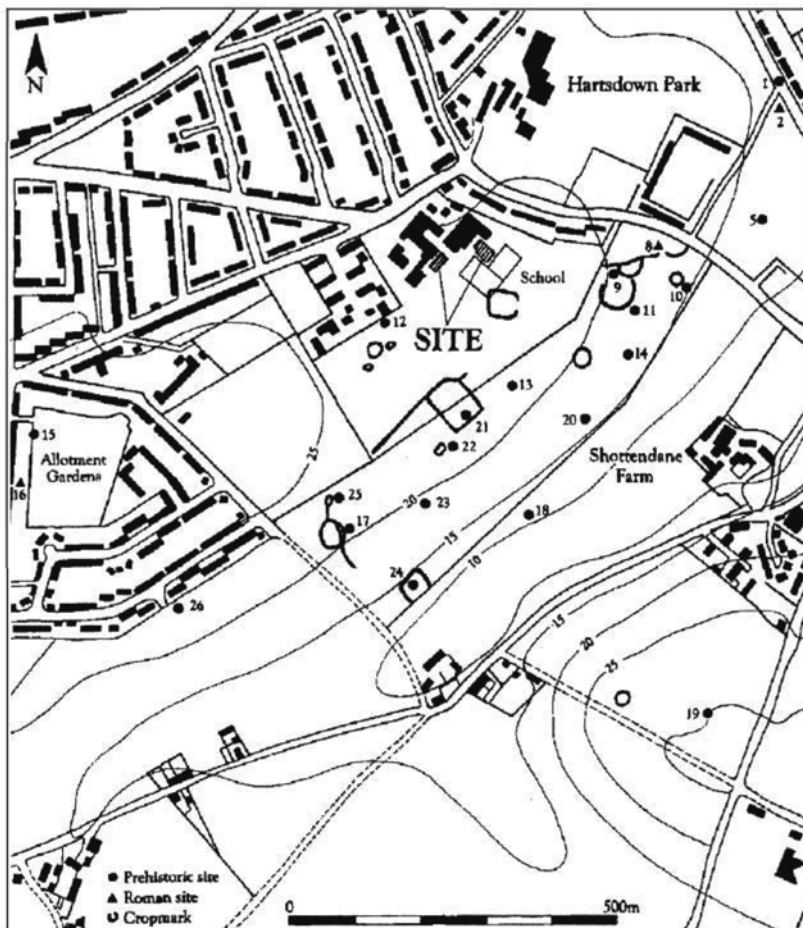 N
Hartsdown Park
1
2
5
8
9
10
School
11
12
SITE
14
13
20
21
15
22
Allotment
Gardens
Shottendane
Farm
16
25
25
20
23
17
15
18
10
24
15
26
20
25
19
Prehistoric site
Roman site
Cropmark
0
500m